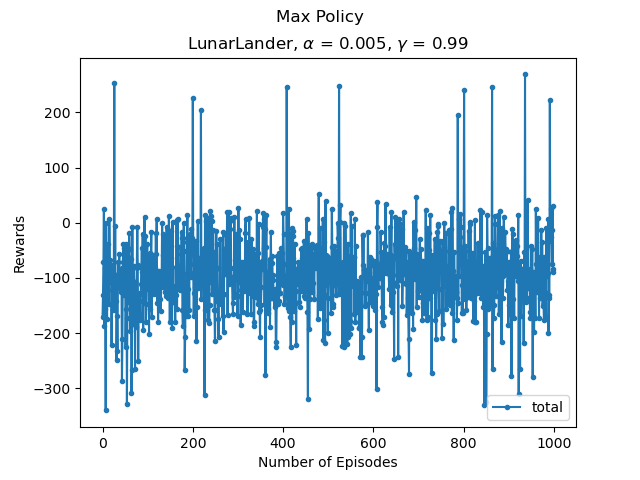 Max Policy
LunarLander, α = 0.005, γ = 0.99
Rewards
200
100
0
−100
−200
−300
total
0 200 400 600 800 1000
Number of Episodes